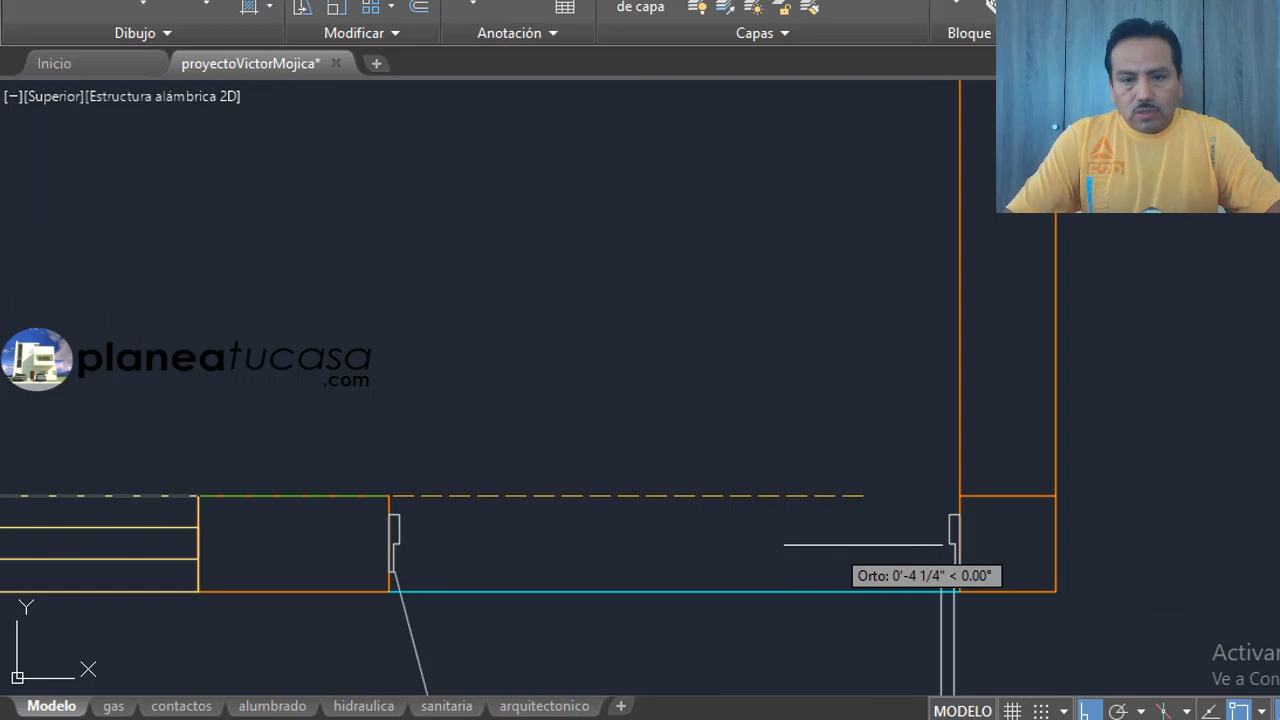 de capa
Dibujo
Modificar
Anotación
Capas
Bloque
Inicio
proyectoVictorMojica*
[−][Superior][Estructura alámbrica 2D]
planeatucasa
.com
Orto: 0'-4 1/4" < 0.00°
Y
X
Activar
Ve a Con
Modelo
gas
contactos
alumbrado
hidraulica
sanitaria
arquitectonico
MODELO